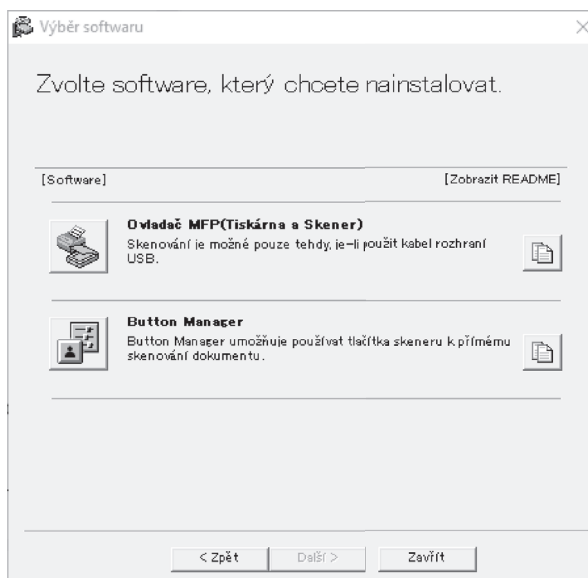 Výběr softwaru
Zvolte software, který chcete nainstalovat.
[Software] [Zobrazit README]
Ovladač MFP(Tiskárna a Skener)
Skenování je možné pouze tehdy, je-li použit kabel rozhraní
USB.
Button Manager
Button Manager umožňuje používat tlačítka skeneru k přímému
skenování dokumentu.
< Zpět Další > Zavřít